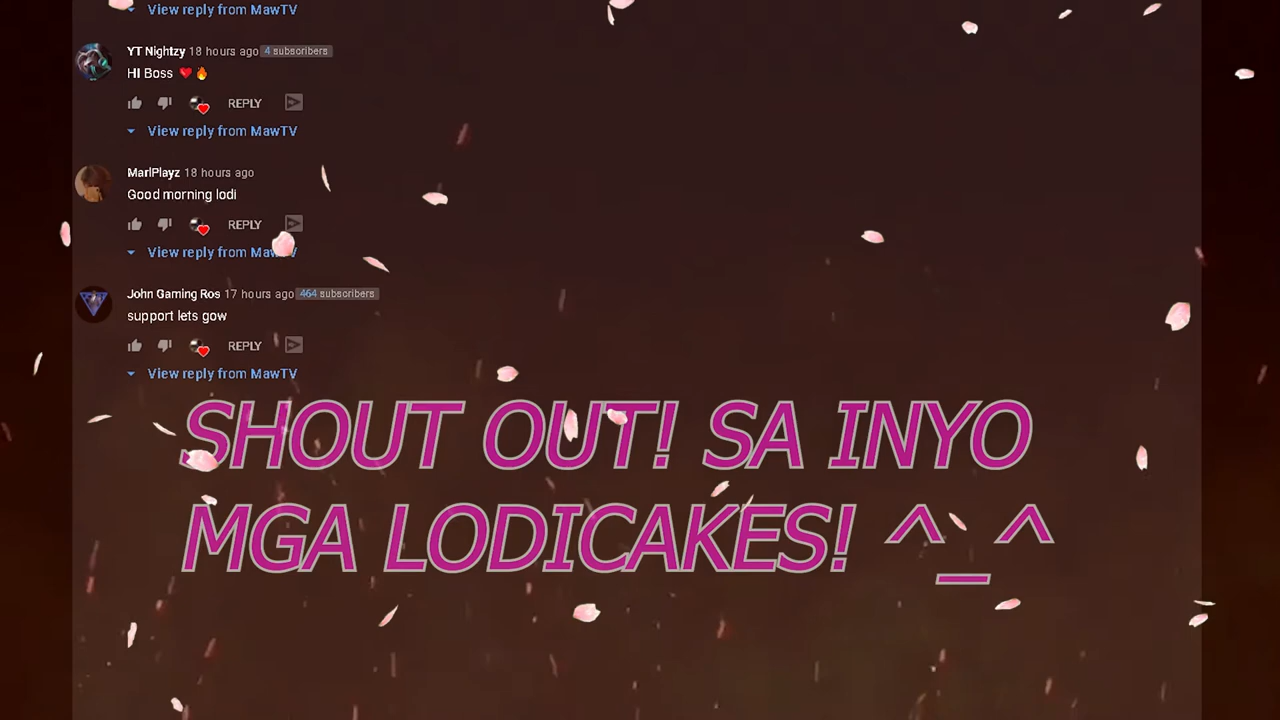 View reply from MawTV
YT Nightzy 18 hours ago 4 subscribers
HI Boss ❤️🔥
REPLY
View reply from MawTV
MarlPlayz 18 hours ago
Good morning lodi
REPLY
View reply from MawTV
John Gaming Ros 17 hours ago 464 subscribers
support lets gow
REPLY
View reply from MawTV
SHOUT OUT! SA INYO
MGA LODICAKES! ^_^